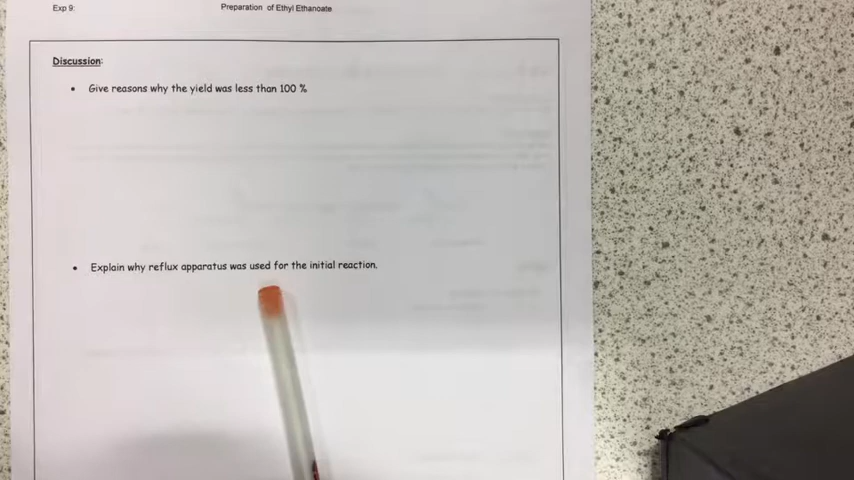 Exp 9:
Preparation of Ethyl Ethanoate
Discussion:
• Give reasons why the yield was less than 100 %
• Explain why reflux apparatus was used for the initial reaction.